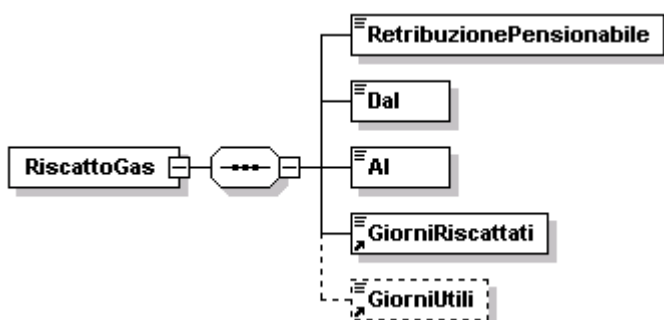 RetribuzionePensionabile
Dal
RiscattoGas
Al
GiorniRiscattati
GiorniUtili